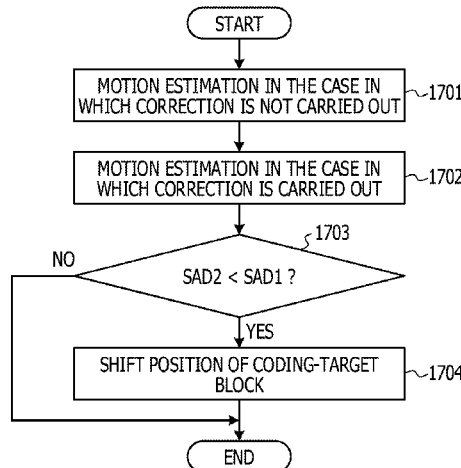 START
MOTION ESTIMATION IN THE CASE IN
WHICH CORRECTION IS NOT CARRIED OUT
1701
MOTION ESTIMATION IN THE CASE IN
WHICH CORRECTION IS CARRIED OUT
1702
1703
NO
SAD2 < SAD1 ?
YES
SHIFT POSITION OF CODING-TARGET
BLOCK
1704
END